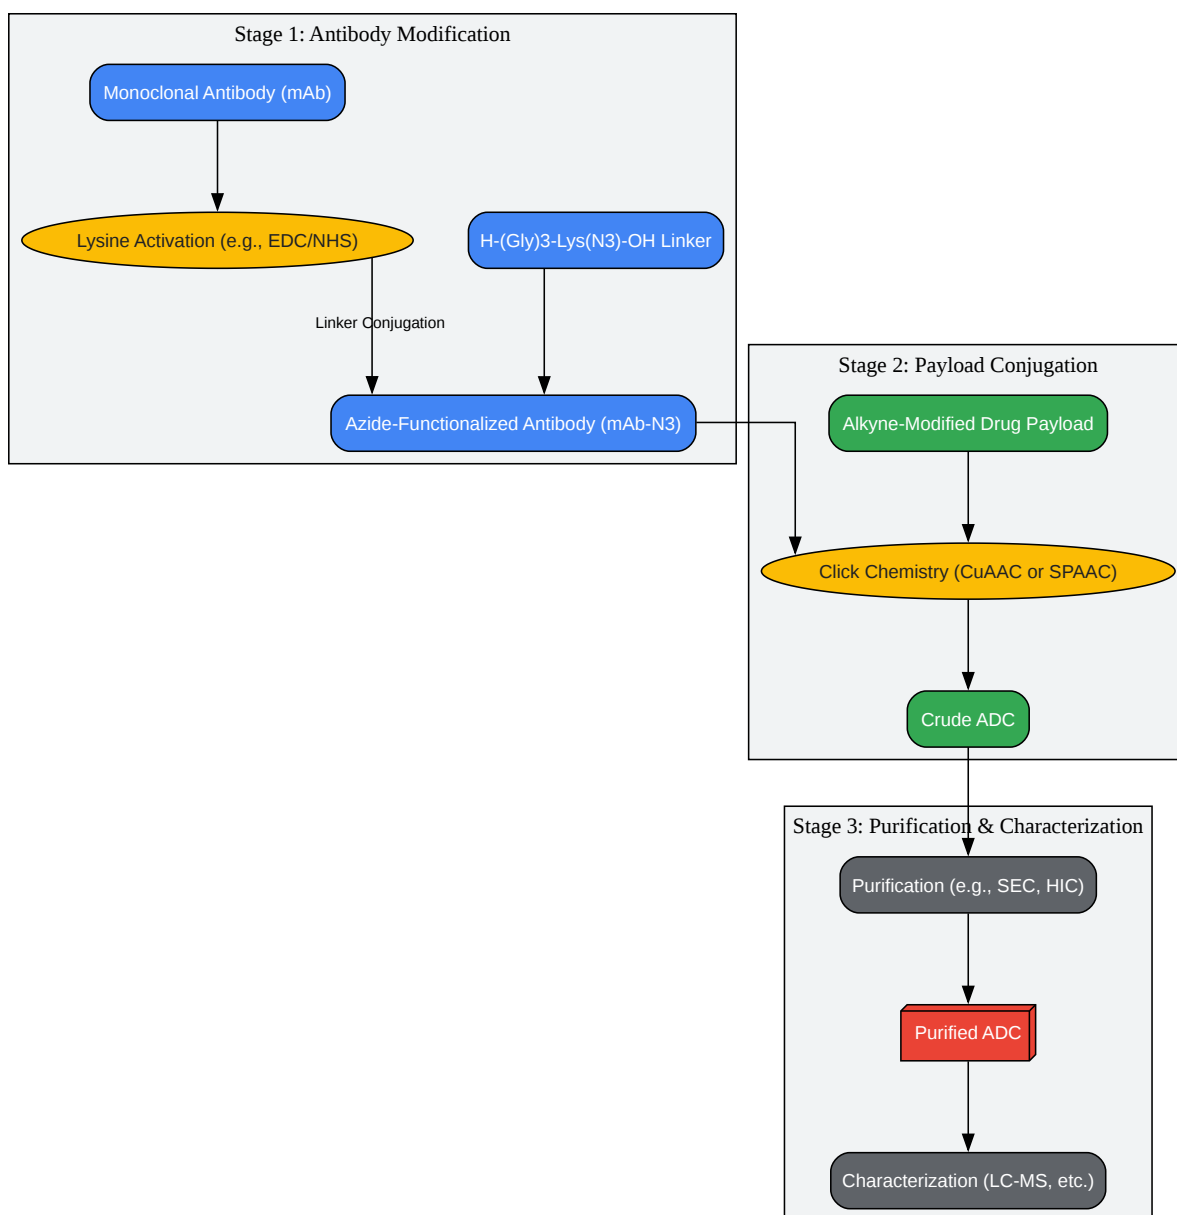 Stage 1: Antibody Modification
Monoclonal Antibody (mAb)
Lysine Activation (e.g., EDC/NHS)
H-(Gly)3-Lys(N3)-OH Linker
Linker Conjugation
Azide-Functionalized Antibody (mAb-N3)
Stage 2: Payload Conjugation
Alkyne-Modified Drug Payload
Click Chemistry (CuAAC or SPAAC)
Crude ADC
Stage 3: Purification & Characterization
Purification (e.g., SEC, HIC)
Purified ADC
Characterization (LC-MS, etc.)